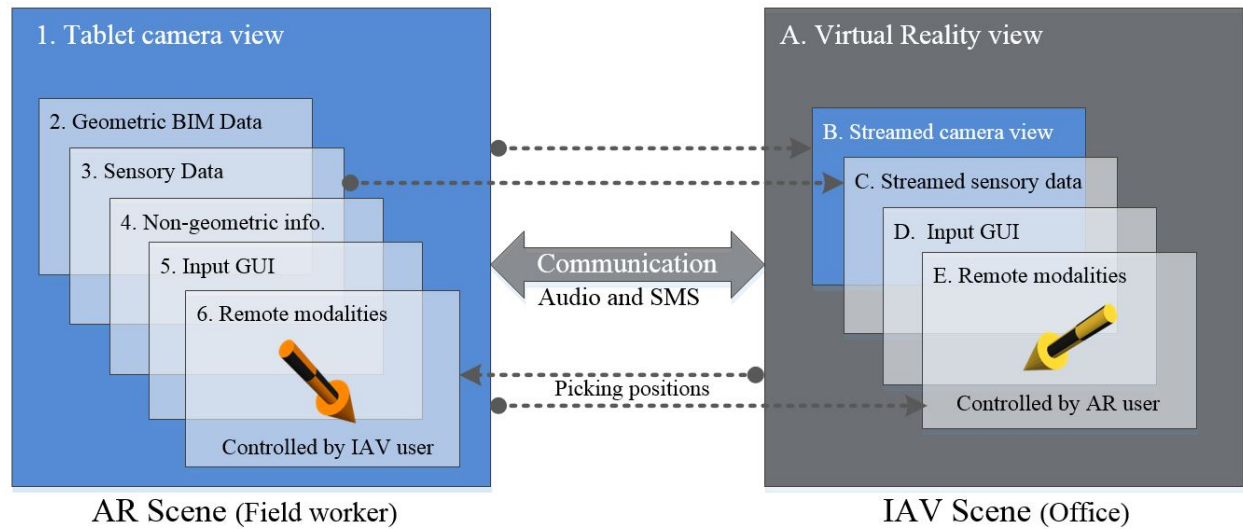 1. Tablet camera view
2. Geometric BIM Data
3. Sensory Data
4. Non-geometric info.
5. Input GUI
6. Remote modalities
Controlled by IAV user
AR Scene (Field worker)
Communication
Audio and SMS
Picking positions
A. Virtual Reality view
B. Streamed camera view
C. Streamed sensory data
D. Input GUI
E. Remote modalities
Controlled by AR user
IAV Scene (Office)